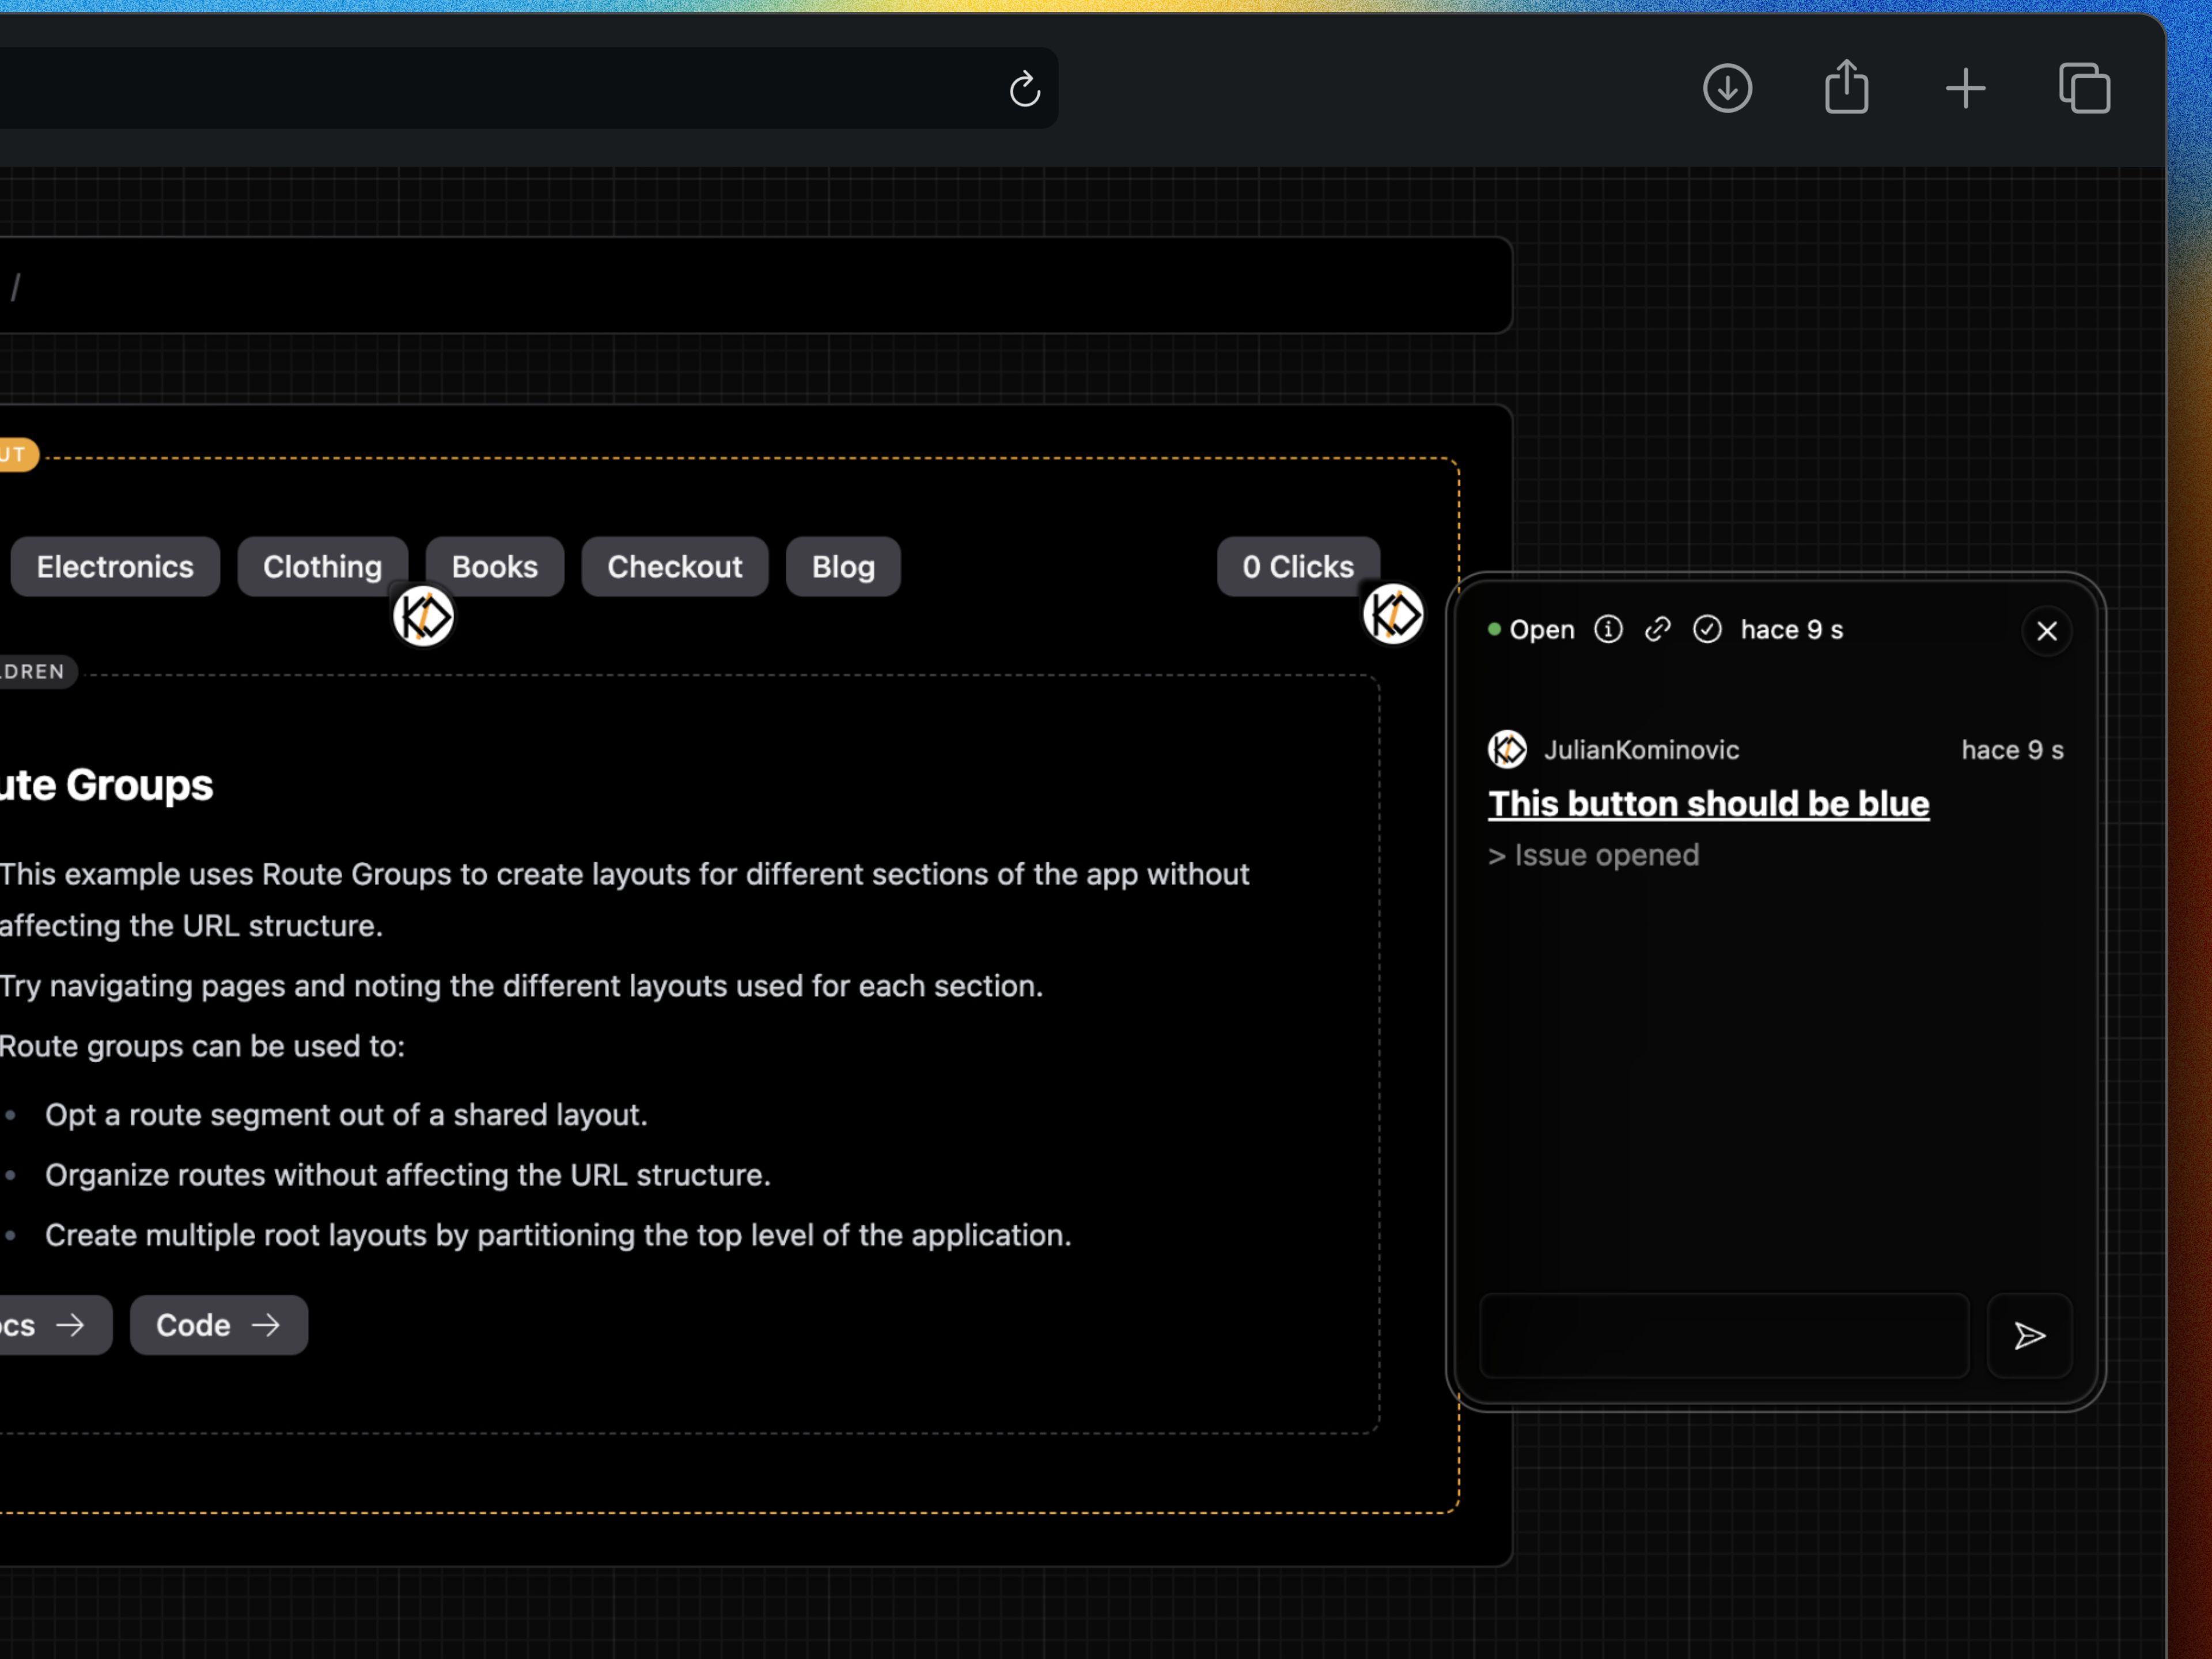 /
UT
Electronics Clothing Books Checkout Blog 0 Clicks
LDREN
ute Groups
This example uses Route Groups to create layouts for different sections of the app without
affecting the URL structure.
Try navigating pages and noting the different layouts used for each section.
Route groups can be used to:
• Opt a route segment out of a shared layout.
• Organize routes without affecting the URL structure.
• Create multiple root layouts by partitioning the top level of the application.
ocs → Code →
Open hace 9 s
JulianKominovic hace 9 s
This button should be blue
> Issue opened